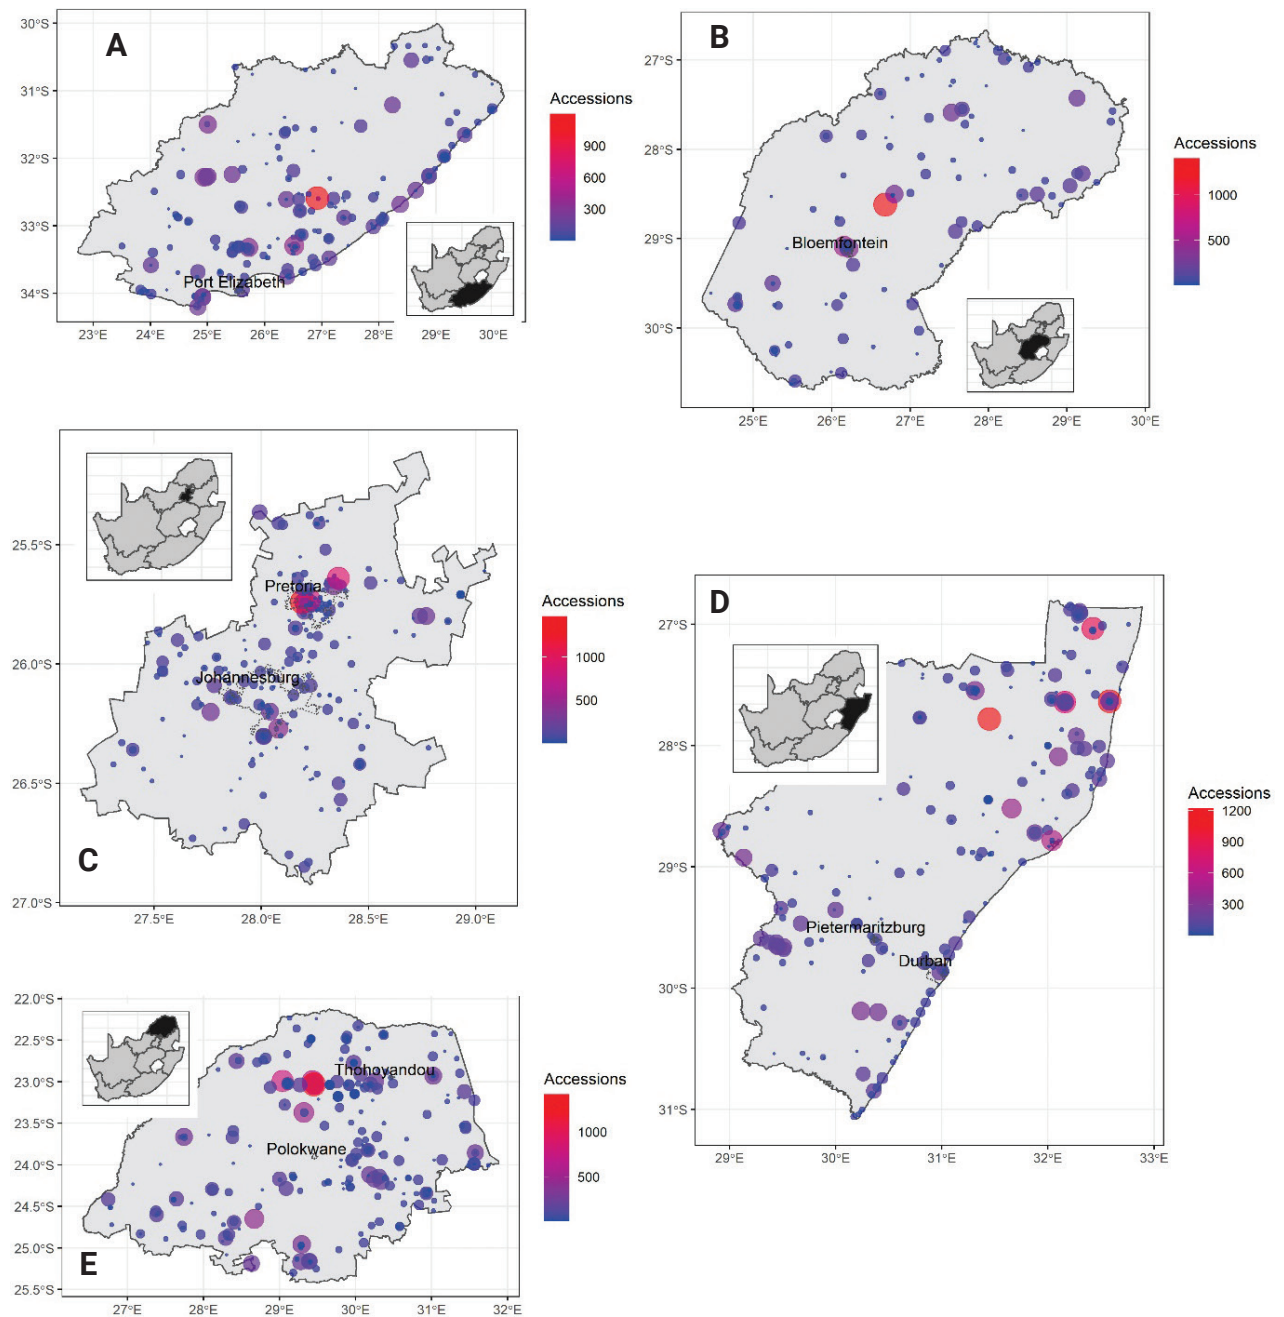 A
30°S
31°S
32°S
33°S
34°S
Port Elizabeth
23°E 24°E 25°E 26°E 27°E 28°E 29°E 30°E
Accessions
900
600
300
B
27°S
28°S
29°S
30°S
Bloemfontein
25°E 26°E 27°E 28°E 29°E 30°E
Accessions
1000
500
C
25.5°S
26.0°S
26.5°S
27.0°S
Pretoria
Johannesburg
27.5°E 28.0°E 28.5°E 29.0°E
Accessions
1000
500
D
27°S
28°S
29°S
30°S
31°S
Pietermaritzburg
Durban
29°E 30°E 31°E 32°E 33°E
Accessions
1200
900
600
300
E
22.0°S
22.5°S
23.0°S
23.5°S
24.0°S
24.5°S
25.0°S
25.5°S
Thohoyandou
Polokwane
27°E 28°E 29°E 30°E 31°E 32°E
Accessions
1000
500